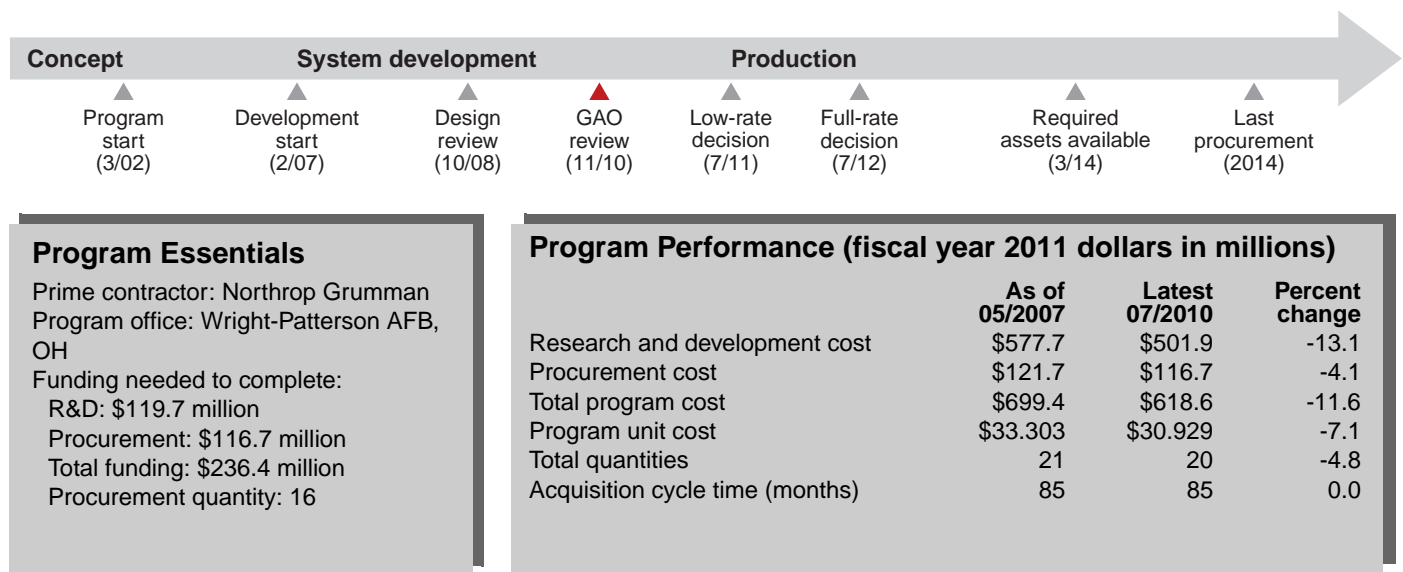 Concept System development Production
Program
start
(3/02)
Development
start
(2/07)
Design
review
(10/08)
GAO
review
(11/10)
Low-rate
decision
(7/11)
Full-rate
decision
(7/12)
Required
assets available
(3/14)
Last
procurement
(2014)
Program Essentials
Prime contractor: Northrop Grumman
Program office: Wright-Patterson AFB,
OH
Funding needed to complete:
R&D: $119.7 million
Procurement: $116.7 million
Total funding: $236.4 million
Procurement quantity: 16
Program Performance (fiscal year 2011 dollars in millions)
As of Latest Percent
05/2007 07/2010 change
Research and development cost $577.7 $501.9 -13.1
Procurement cost $121.7 $116.7 -4.1
Total program cost $699.4 $618.6 -11.6
Program unit cost $33.303 $30.929 -7.1
Total quantities 21 20 -4.8
Acquisition cycle time (months) 85 85 0.0